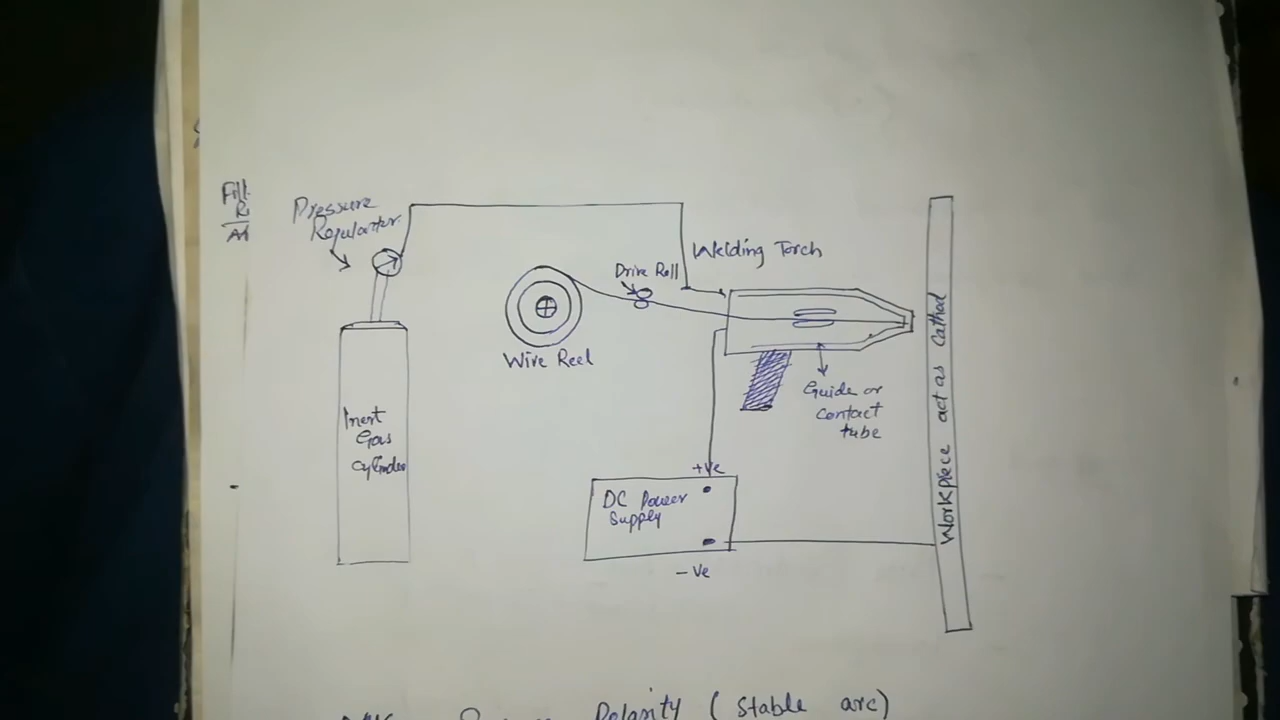 Pressure
Regulator
Welding Torch
Drive Roll
Wire Reel
Guide or
contact
tube
Inert
Gas
Cylinder
+Ve
DC Power
Supply
-Ve
Workpiece act as Cathod
Polarity ( Stable arc)